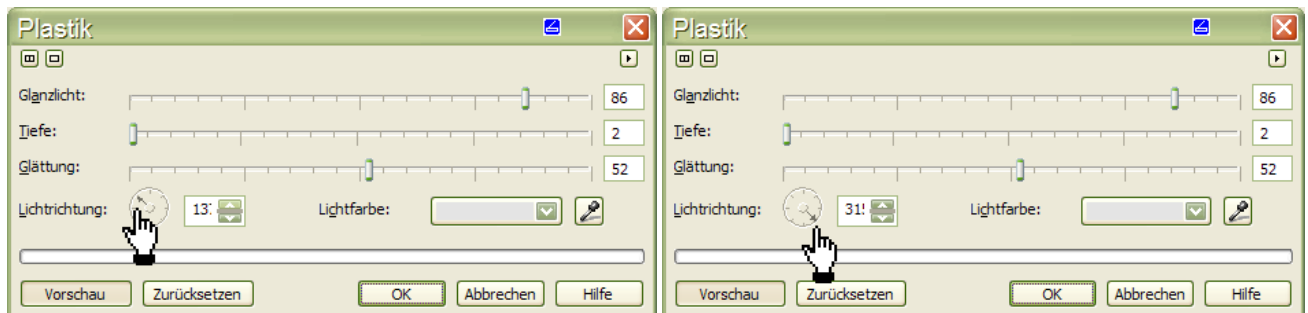 Plastik
Glanzlicht: 86
Tiefe: 2
Glättung: 52
Lichtrichtung: Lichtfarbe:
Vorschau Zurücksetzen OK Abbrechen Hilfe
Plastik
Glanzlicht: 86
Tiefe: 2
Glättung: 52
Lichtrichtung: Lichtfarbe:
Vorschau Zurücksetzen OK Abbrechen Hilfe